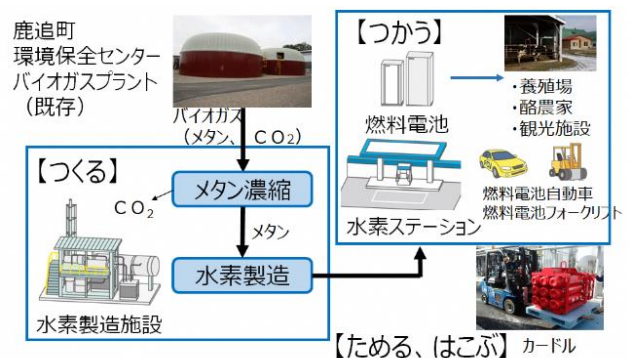 鹿追町
環境保全センター
バイオガスプラント
（既存）
バイオガス
（メタン、ＣＯ₂）
【つくる】
メタン濃縮
ＣＯ₂
メタン
水素製造
水素製造施設
【つかう】
燃料電池
・養殖場
・酪農家
・観光施設
水素ステーション
燃料電池自動車
燃料電池フォークリフト
【ためる、はこぶ】
カードル